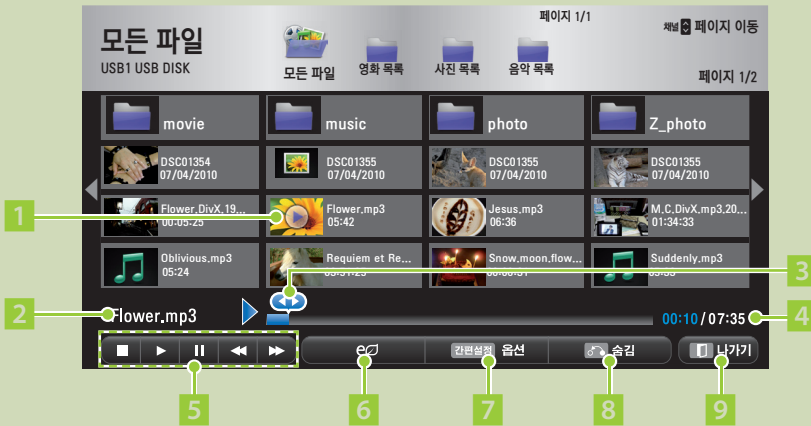 페이지 1/1
채널 페이지 이동
모든 파일
USB1 USB DISK
모든 파일
영화 목록
사진 목록
음악 목록
페이지 1/2
movie
music
photo
Z_photo
DSC01354
07/04/2010
DSC01355
07/04/2010
DSC01355
07/04/2010
DSC01355
07/04/2010
1
Flower,DivX,19...
00:05:25
Flower,mp3
05:42
Jesus,mp3
06:36
M.C,DivX,mp3,20...
01:34:33
Oblivious,mp3
05:24
Requiem et Re...
Snow,moon,flow...
Suddenly,mp3
3
2
Flower,mp3
00:10 / 07:35
4
e
간편설정 옵션
숨김
나가기
5
6
7
8
9